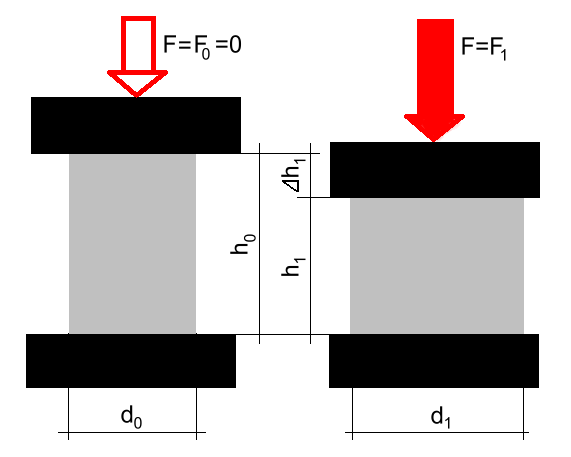 F=F₀=0
F=F₁
Δh₁
h₀
h₁
d₀
d₁